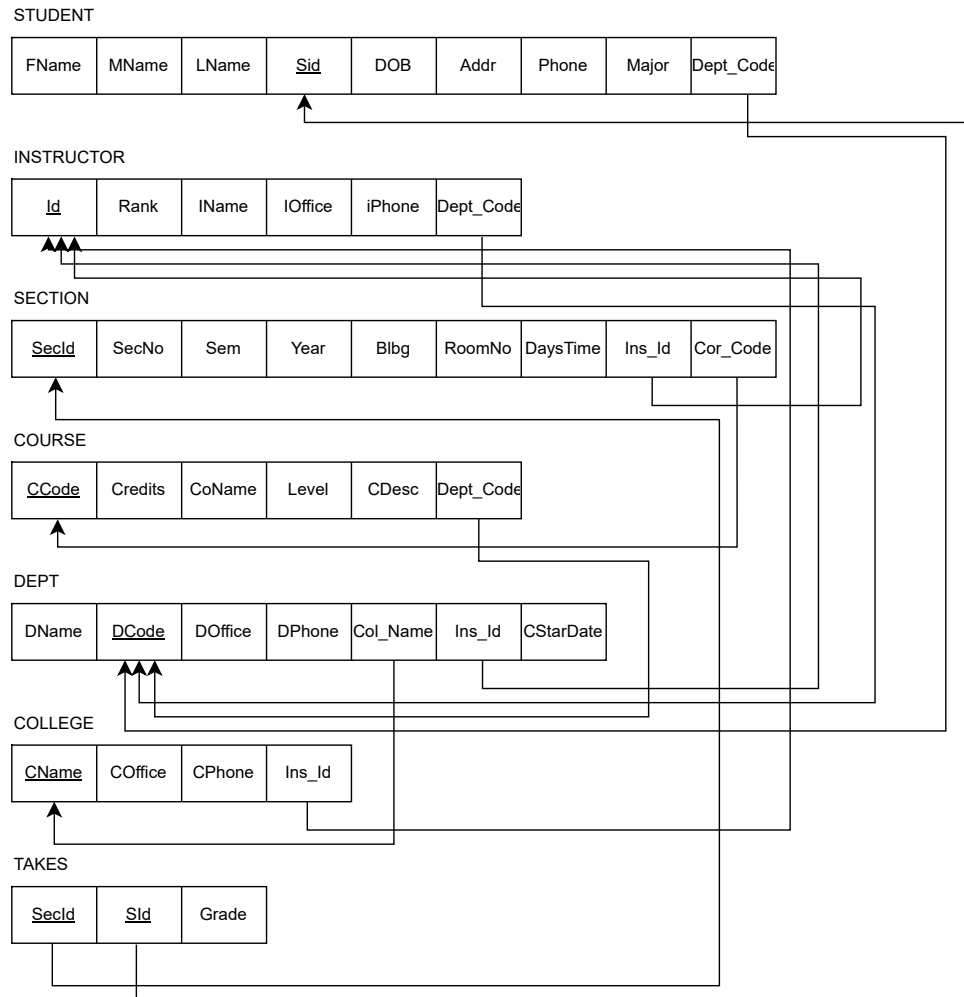 STUDENT
FName MName LName Sid DOB Addr Phone Major Dept_Code
INSTRUCTOR
Id Rank IName IOffice iPhone Dept_Code
SECTION
SecId SecNo Sem Year Blbg RoomNo DaysTime Ins_Id Cor_Code
COURSE
CCode Credits CoName Level CDesc Dept_Code
DEPT
DName DCode DOffice DPhone Col_Name Ins_Id CStarDate
COLLEGE
CName COffice CPhone Ins_Id
TAKES
SecId SId Grade